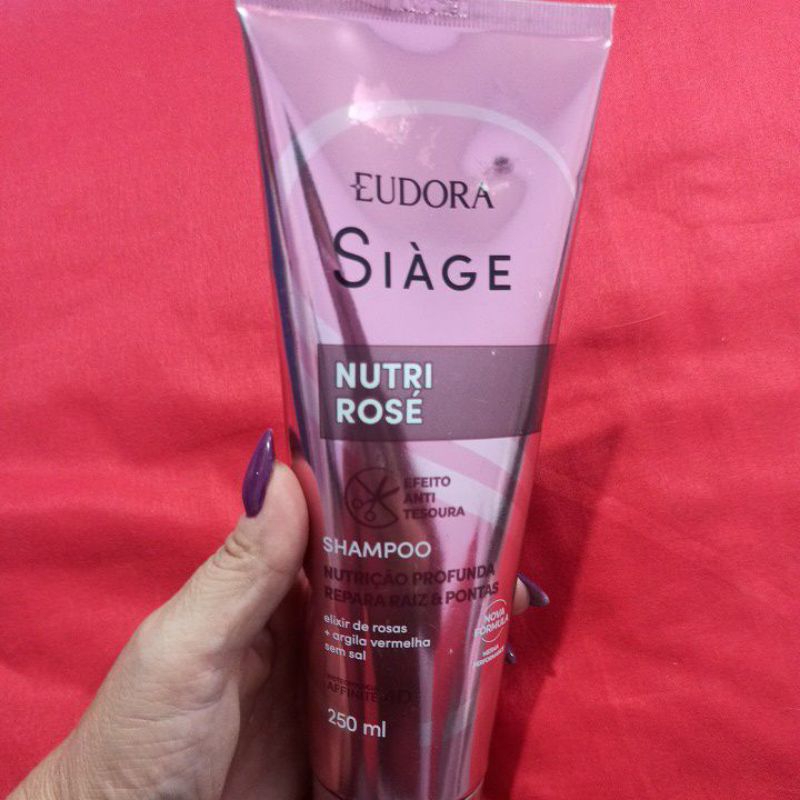 EUDORA
SIÀGE
NUTRI
ROSÉ
EFEITO
ANTI
TESOURA
SHAMPOO
NUTRIÇÃO PROFUNDA
REPARA RAIZ & PONTAS
elixir de rosas
+ argila vermelha
sem sal
NOVA
FÓRMULA
250 ml